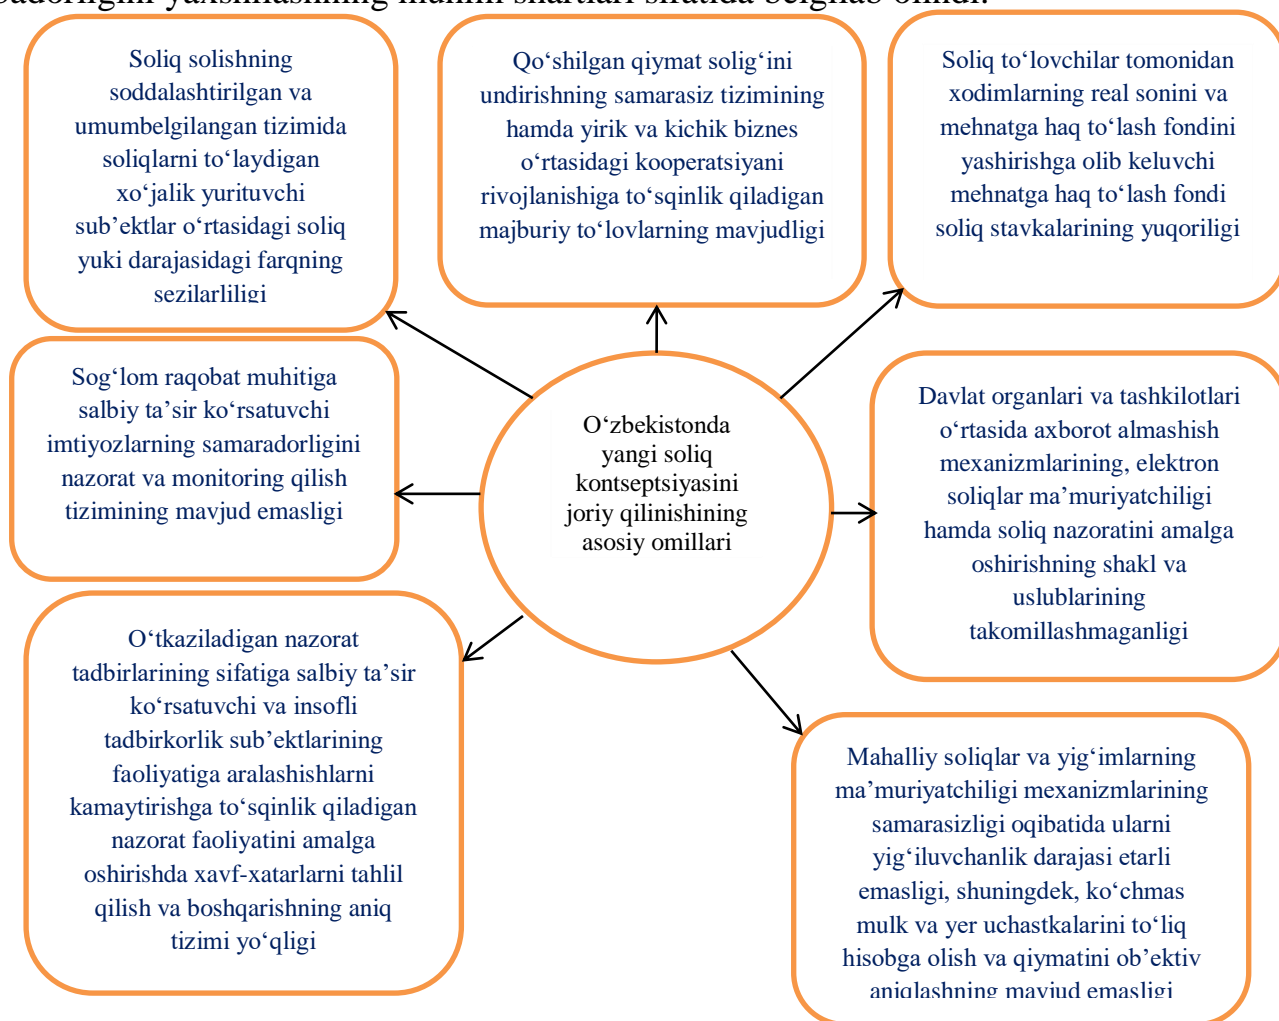 yaxshilashning muhim shartlari sifatida belgilab olindi.
Soliq solishning
soddalashtirilgan va
umumbelgilangan tizimida
soliqlarni to‘laydigan
xo‘jalik yurituvchi
sub’ektlar o‘rtasidagi soliq
yuki darajasidagi farqning
sezilarliligi
Qo‘shilgan qiymat solig‘ini
undirishning samarasiz tizimining
hamda yirik va kichik biznes
o‘rtasidagi kooperatsiyani
rivojlanishiga to‘sqinlik qiladigan
majburiy to‘lovlarning mavjudligi
Soliq to‘lovchilar tomonidan
xodimlarning real sonini va
mehnatga haq to‘lash fondini
yashirishga olib keluvchi
mehnatga haq to‘lash fondi
soliq stavkalarining yuqoriligi
Sog‘lom raqobat muhitiga
salbiy ta’sir ko‘rsatuvchi
imtiyozlarning samaradorligini
nazorat va monitoring qilish
tizimining mavjud emasligi
O‘zbekistonda
yangi soliq
kontseptsiyasini
joriy qilinishining
asosiy omillari
Davlat organlari va tashkilotlari
o‘rtasida axborot almashish
mexanizmlarining, elektron
soliqlar ma’muriyatchiligi
hamda soliq nazoratini amalga
oshirishning shakl va
uslublarining
takomillashmaganligi
O‘tkaziladigan nazorat
tadbirlarining sifatiga salbiy ta’sir
ko‘rsatuvchi va insofli
tadbirkorlik sub’ektlarining
faoliyatiga aralashishlarni
kamaytirishga to‘sqinlik qiladigan
nazorat faoliyatini amalga
oshirishda xavf-xatarlarni tahlil
qilish va boshqarishning aniq
tizimi yo‘qligi
Mahalliy soliqlar va yig‘imlarning
ma’muriyatchiligi mexanizmlarining
samarasizligi oqibatida ularni
yig‘iluvchanlik darajasi etarli
emasligi, shuningdek, ko‘chmas
mulk va yer uchastkalarini to‘liq
hisobga olish va qiymatini ob’ektiv
aniqlashning mavjud emasligi